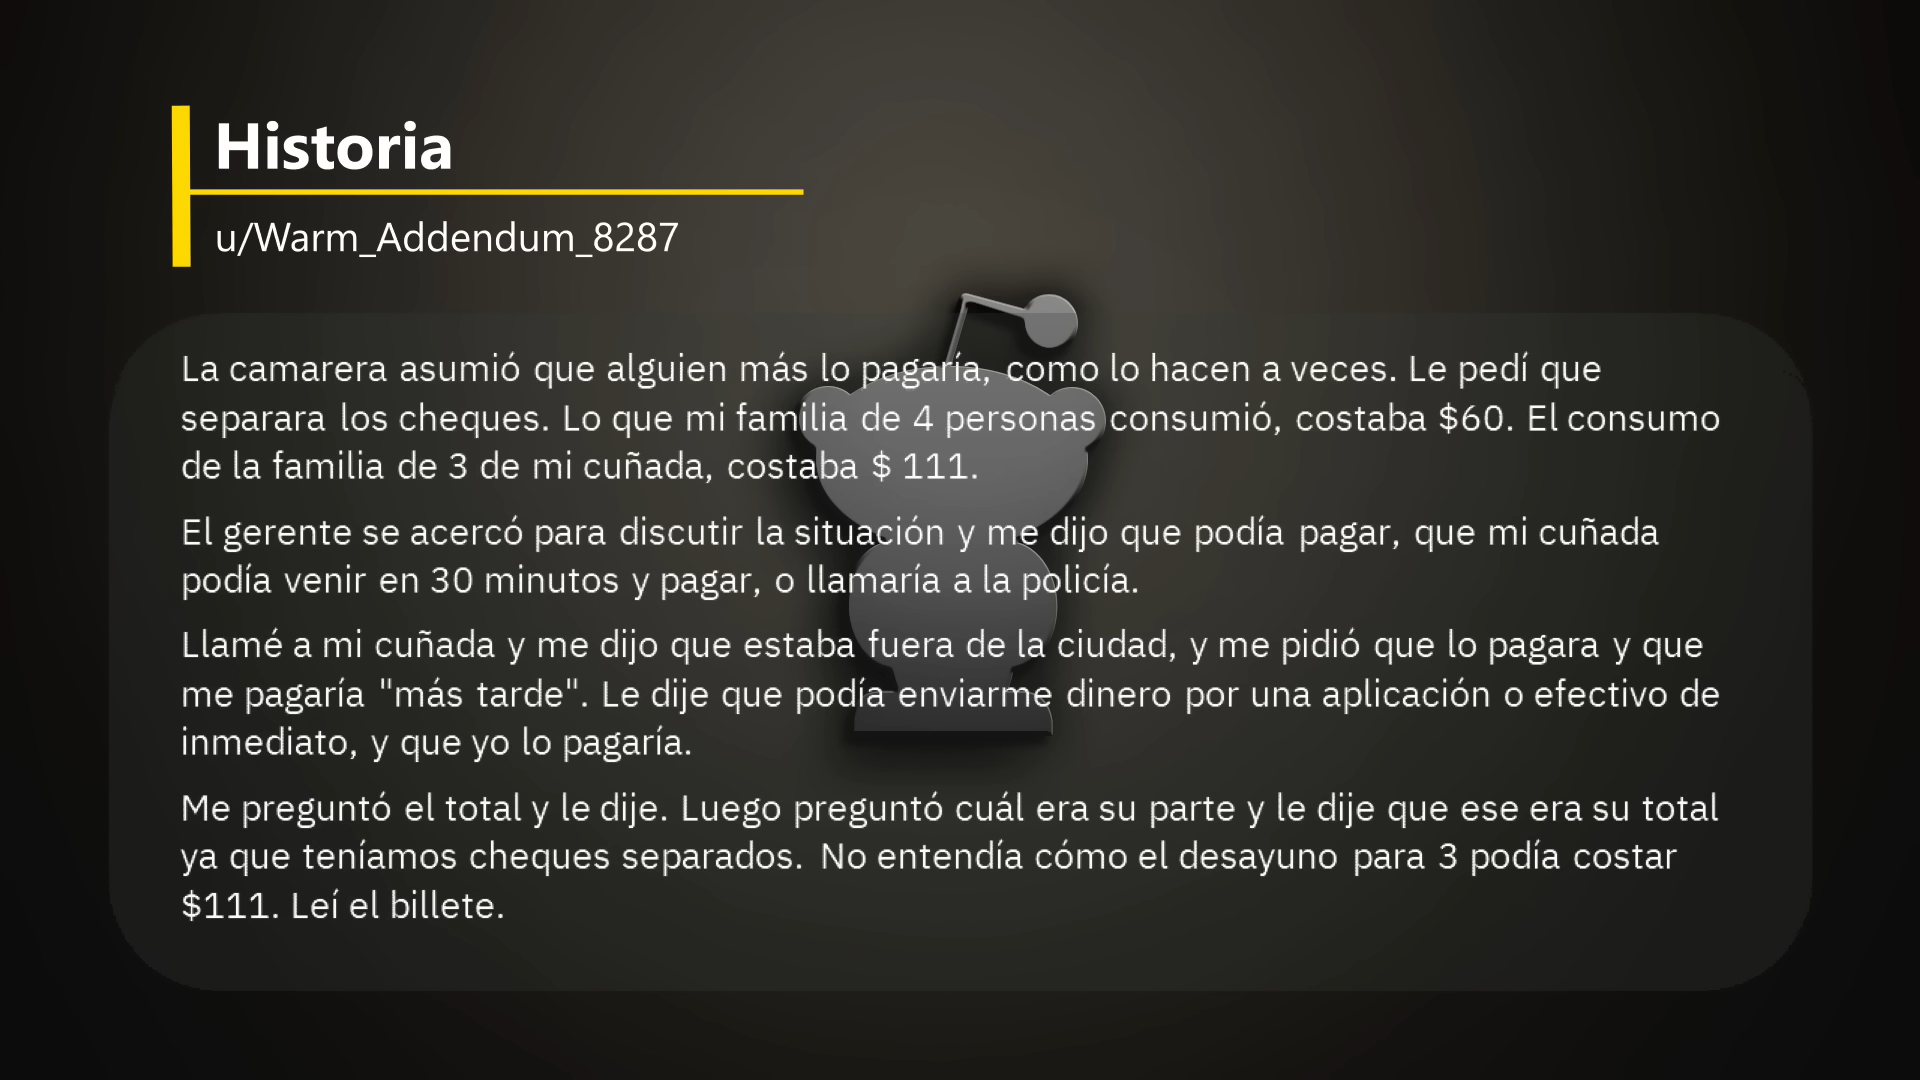 Historia
u/Warm_Addendum_8287
La camarera asumió que alguien más lo pagaría, como lo hacen a veces. Le pedí que
separara los cheques. Lo que mi familia de 4 personas consumió, costaba $60. El consumo
de la familia de 3 de mi cuñada, costaba $ 111.
El gerente se acercó para discutir la situación y me dijo que podía pagar, que mi cuñada
podía venir en 30 minutos y pagar, o llamaría a la policía.
Llamé a mi cuñada y me dijo que estaba fuera de la ciudad, y me pidió que lo pagara y que
me pagaría "más tarde". Le dije que podía enviarme dinero por una aplicación o efectivo de
inmediato, y que yo lo pagaría.
Me preguntó el total y le dije. Luego preguntó cuál era su parte y le dije que ese era su total
ya que teníamos cheques separados. No entendía cómo el desayuno para 3 podía costar
$111. Leí el billete.